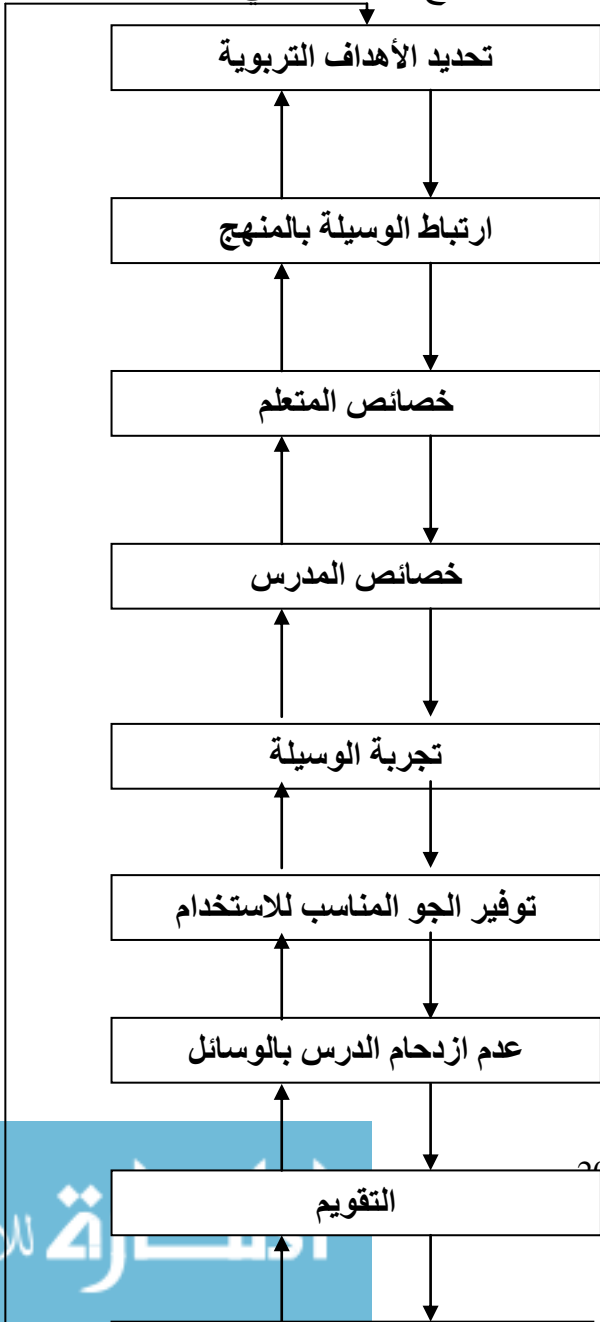 تحديد الأهداف التربوية
ارتباط الوسيلة بالمنهج
خصائص المتعلم
خصائص المدرس
تجربة الوسيلة
توفير الجو المناسب للاستخدام
عدم ازدحام الدرس بالوسائل
التقويم